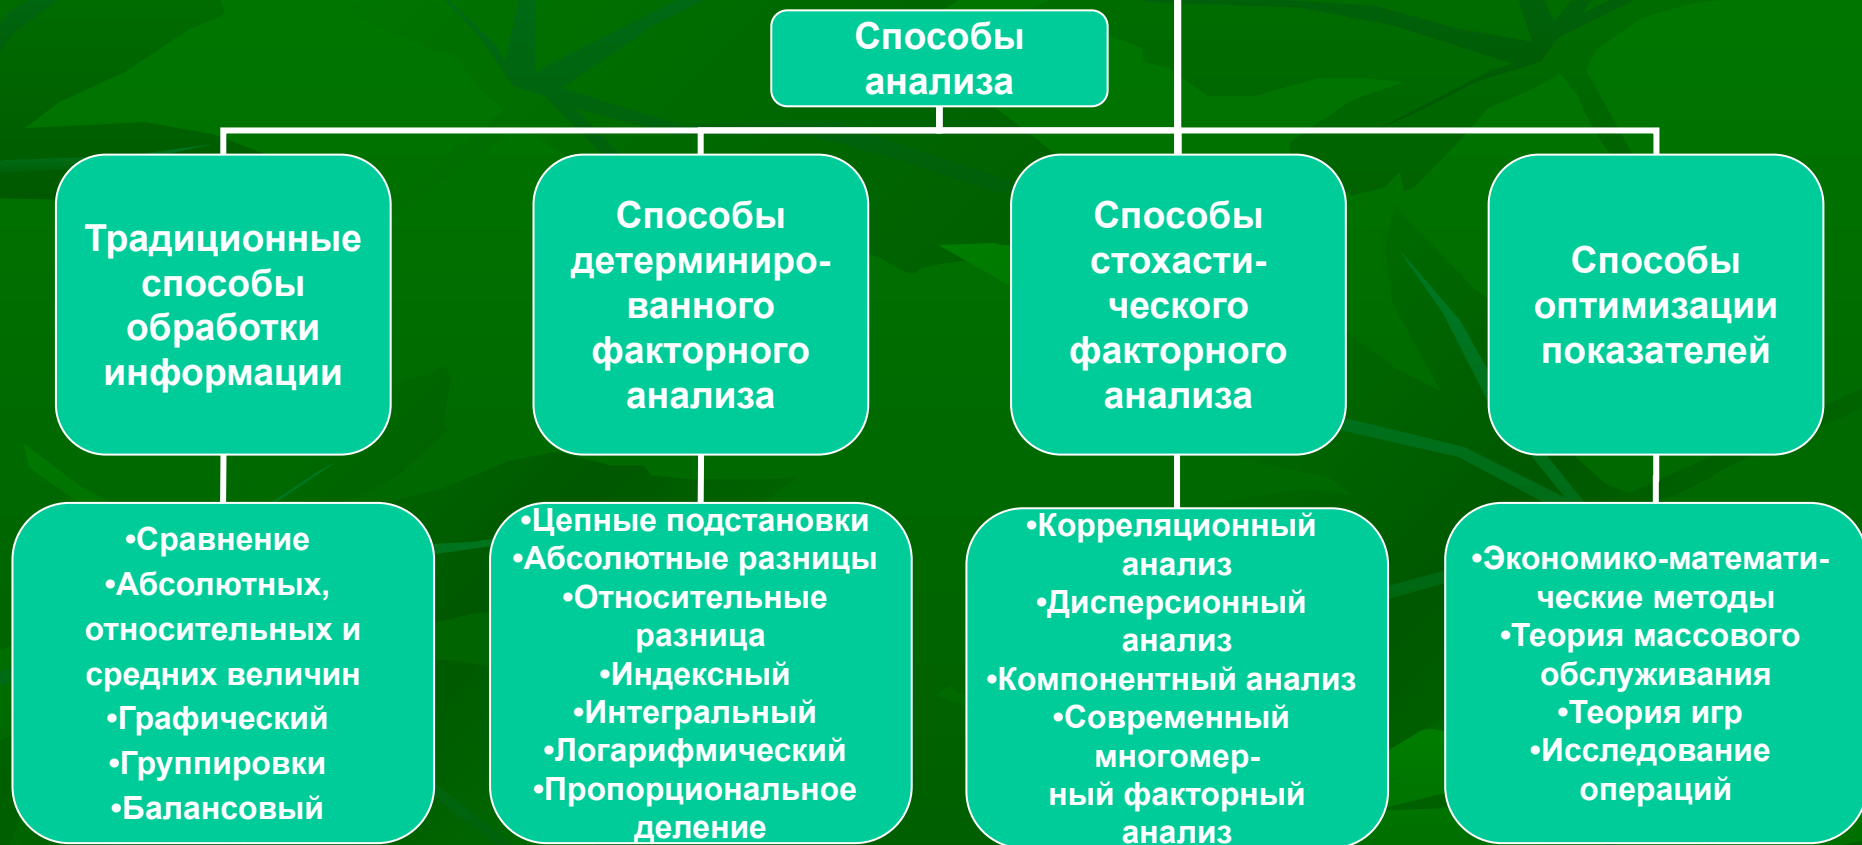 Способы
анализа
Традиционные
способы
обработки
информации
Способы
детерминиро-
ванного
факторного
анализа
Способы
стохасти-
ческого
факторного
анализа
Способы
оптимизации
показателей
•Сравнение
•Абсолютных,
относительных и
средних величин
•Графический
•Группировки
•Балансовый
•Цепные подстановки
•Абсолютные разницы
•Относительные
разница
•Индексный
•Интегральный
•Логарифмический
•Пропорциональное
деление
•Корреляционный
анализ
•Дисперсионный
анализ
•Компонентный анализ
•Современный
многомер-
ный факторный
анализ
•Экономико-математи-
ческие методы
•Теория массового
обслуживания
•Теория игр
•Исследование
операций